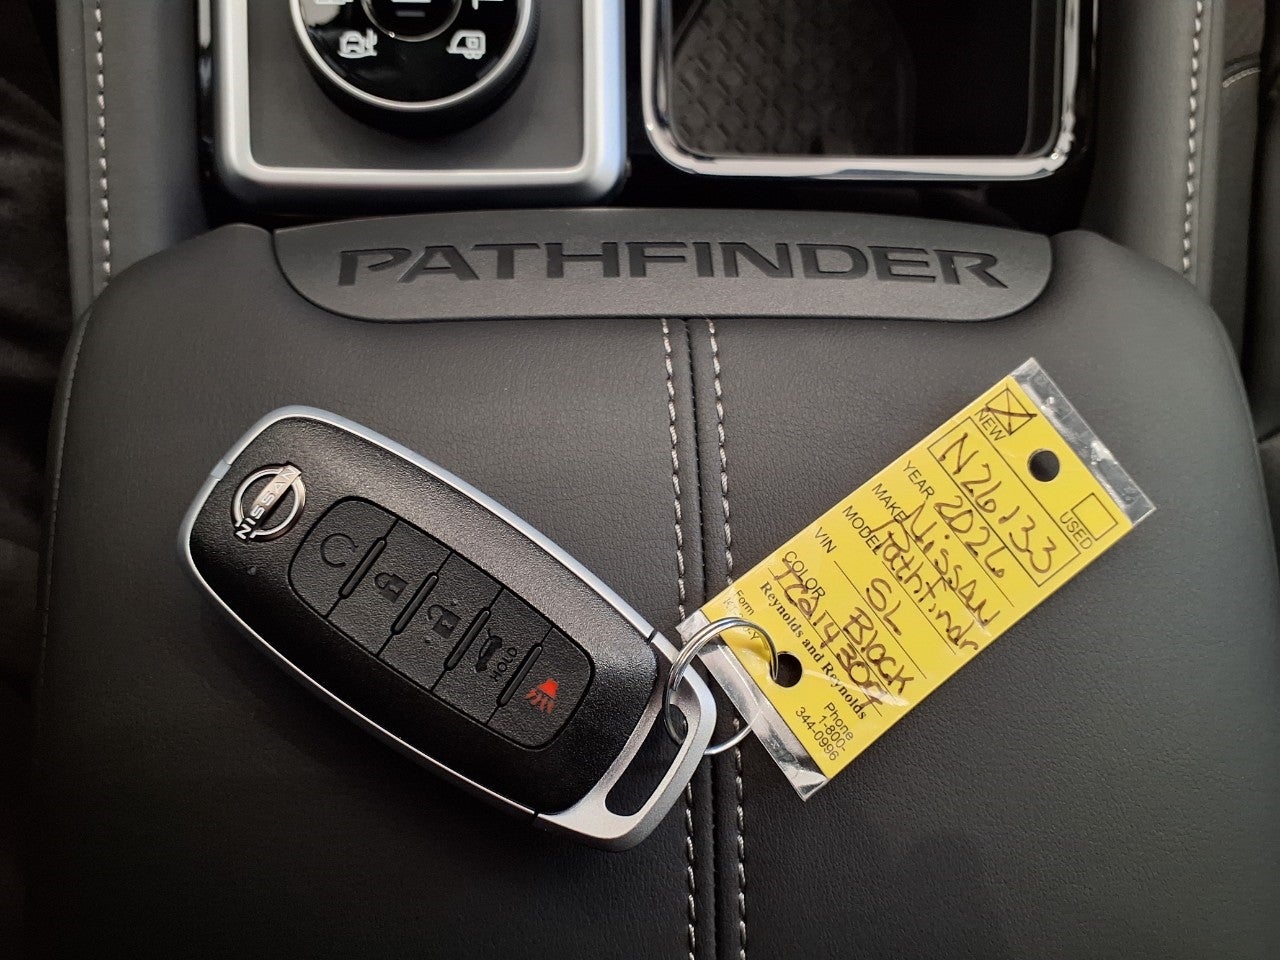 PATHFINDER
NISSAN
HOLD
NEW
USED
N26133
YEAR 2026
MAKE NissAN
MODEL Pathfindr
VIN SL
COLOR Black
Reynolds and Reynolds
Phone
1-800-
344-0996